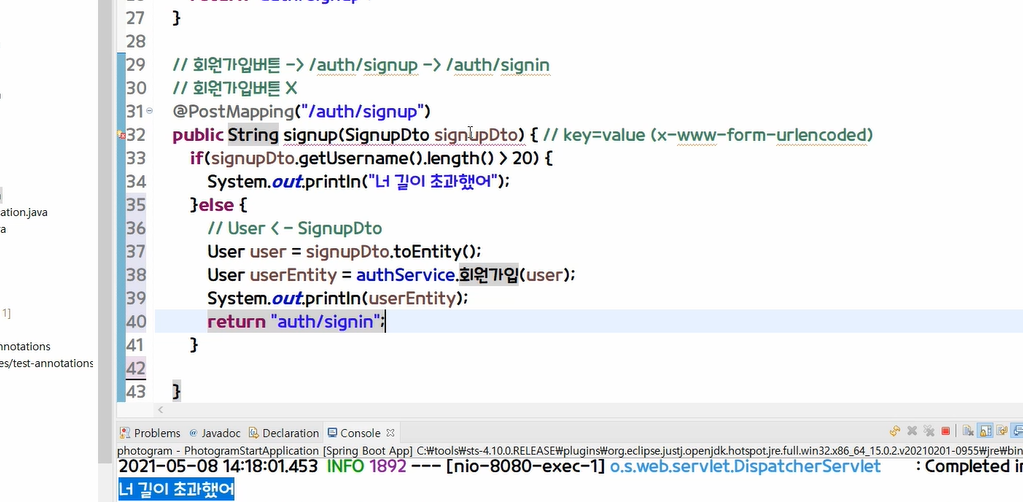 27 }
28
29 // 회원가입버튼 -> /auth/signup -> /auth/signin
30 // 회원가입버튼 X
31 @PostMapping("/auth/signup")
32 public String signup(SignupDto signupDto) { // key=value (x-www-form-urlencoded)
33 if(signupDto.getUsername().length() > 20) {
34 System.out.println("너 길이 초과했어");
35 }else {
36 // User <- SignupDto
37 User user = signupDto.toEntity();
38 User userEntity = authService.회원가입(user);
39 System.out.println(userEntity);
40 return "auth/signin";
41 }
42
43 }
ation.java
1]
nnotations
es/test-annotations
Problems Javadoc Declaration Console
photogram - PhotogramStartApplication [Spring Boot App] C:\tools\sts-4.10.0.RELEASE\plugins\org.eclipse.justj.openjdk.hotspot.jre.full.win32.x86_64_15.0.2.v20210201-0955\jre\bin
2021-05-08 14:18:01.453 INFO 1892 --- [nio-8080-exec-1] o.s.web.servlet.DispatcherServlet : Completed in
너 길이 초과했어